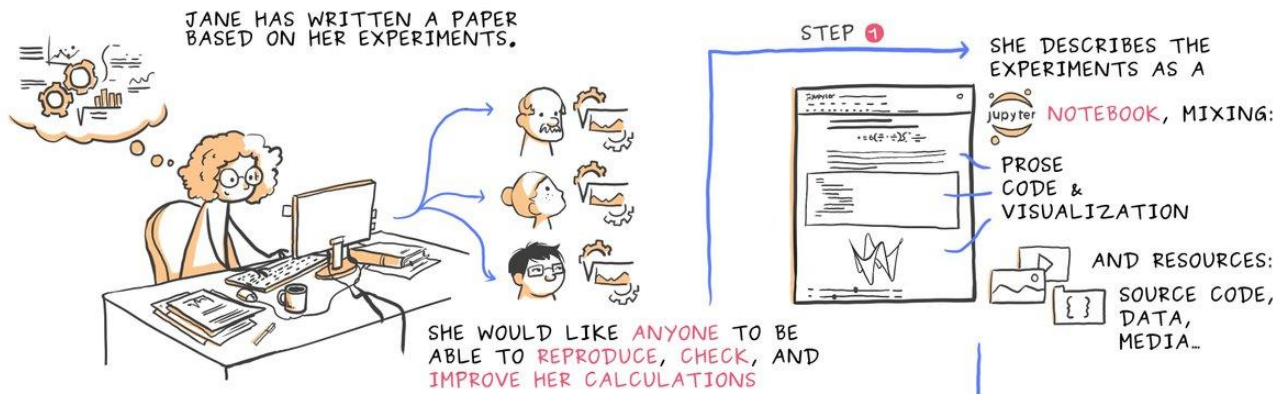 JANE HAS WRITTEN A PAPER
BASED ON HER EXPERIMENTS.
SHE WOULD LIKE ANYONE TO BE
ABLE TO REPRODUCE, CHECK, AND
IMPROVE HER CALCULATIONS
STEP 1
SHE DESCRIBES THE
EXPERIMENTS AS A
jupyter NOTEBOOK, MIXING:
Jupyter
PROSE
CODE &
VISUALIZATION
AND RESOURCES:
{ }
SOURCE CODE,
DATA,
MEDIA…